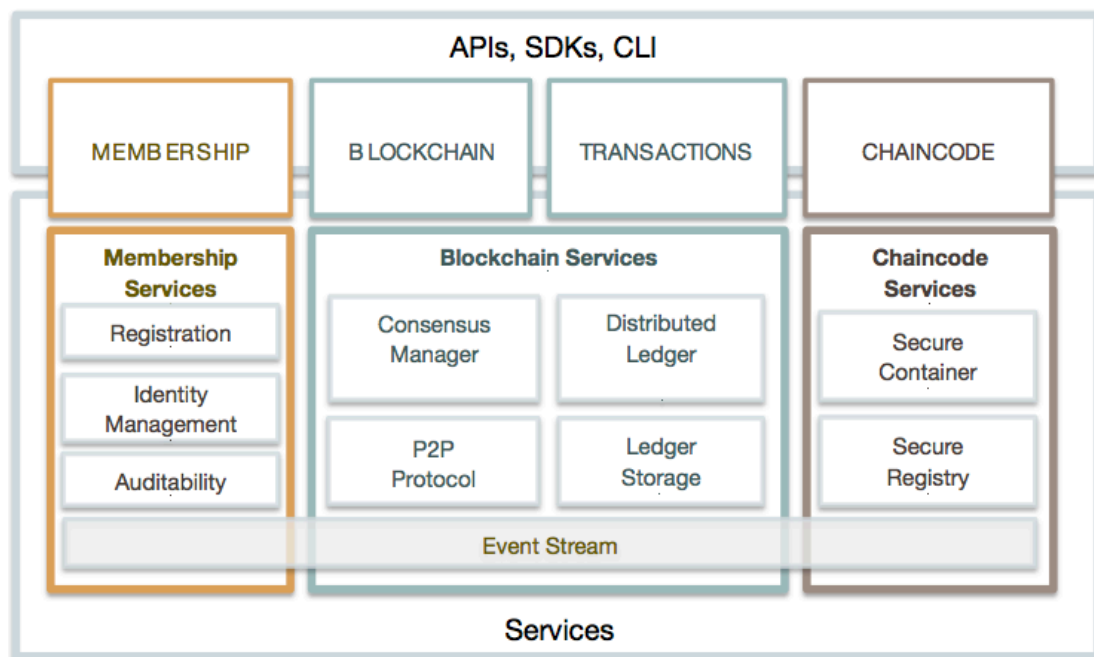 APIs, SDKs, CLI
MEMBERSHIP
BLOCKCHAIN
TRANSACTIONS
CHAINCODE
Membership
Services
Registration
Identity
Management
Auditability
Blockchain Services
Consensus
Manager
Distributed
Ledger
P2P
Protocol
Ledger
Storage
Chaincode
Services
Secure
Container
Secure
Registry
Event Stream
Services